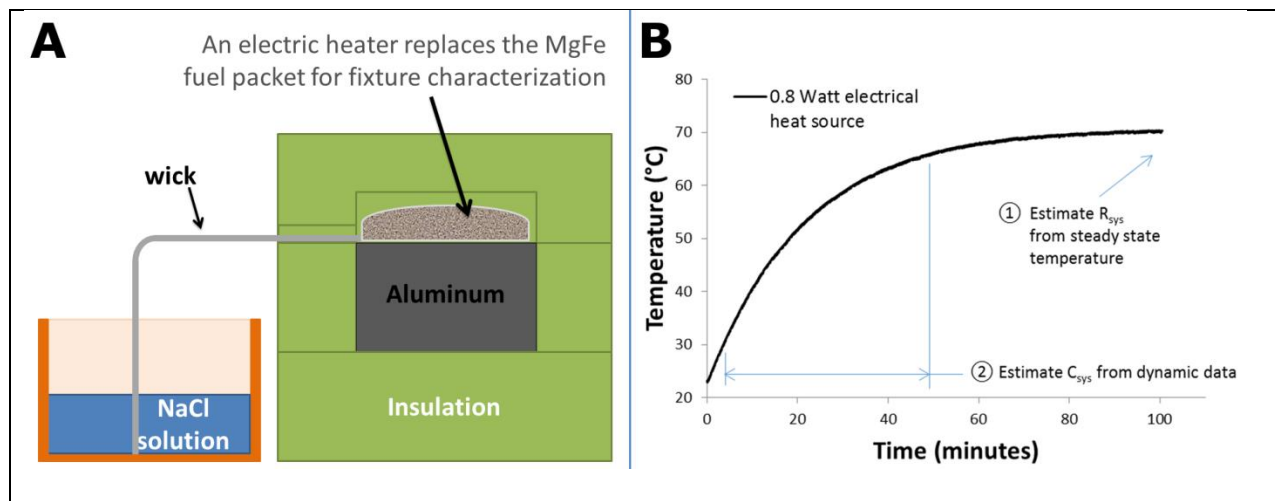 A
An electric heater replaces the MgFe
fuel packet for fixture characterization
wick
Aluminum
NaCl
solution
Insulation
B
80
70
60
50
40
30
20
Temperature (°C)
0.8 Watt electrical
heat source
① Estimate Rsys
from steady state
temperature
② Estimate Csys from dynamic data
0 20 40 60 80 100
Time (minutes)